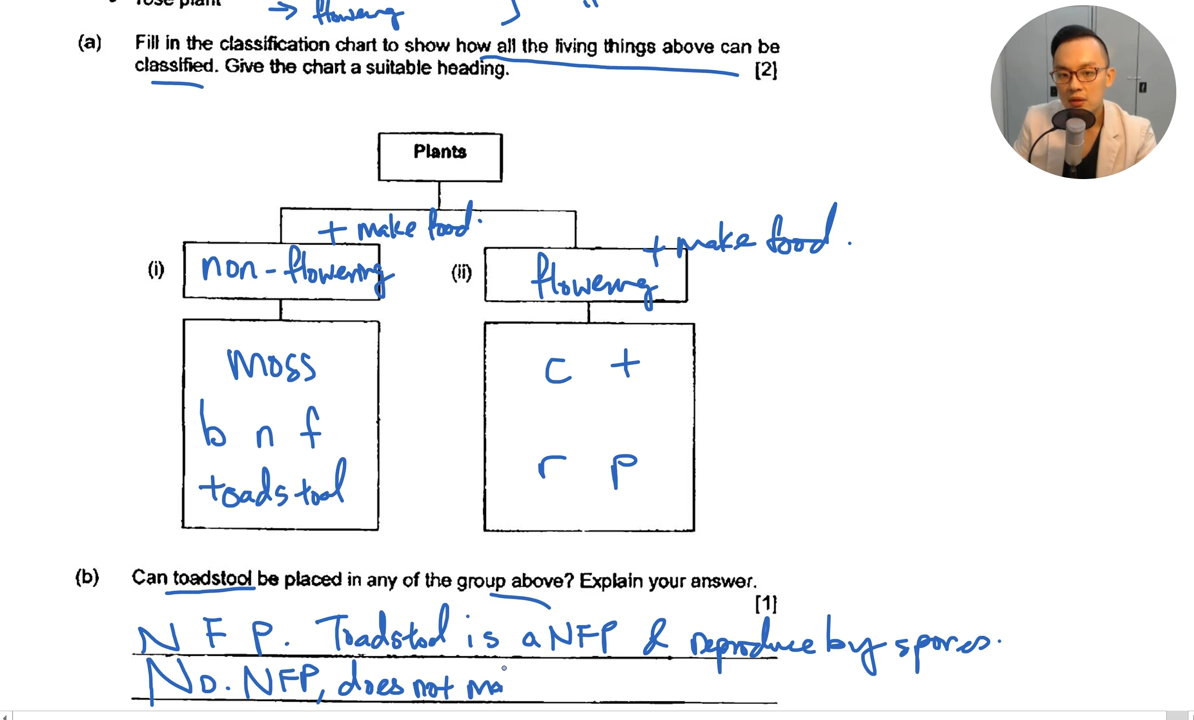 rose plant → flowering
(a) Fill in the classification chart to show how all the living things above can be
classified. Give the chart a suitable heading. [2]
Plants
+ make food. + make food.
(i) non-flowering (ii) flowering
moss c t
b n f
r p
toadstool
(b) Can toadstool be placed in any of the group above? Explain your answer.
[1]
N F P. Toadstool is a NFP & reproduce by spores.
No. NFP, does not ma